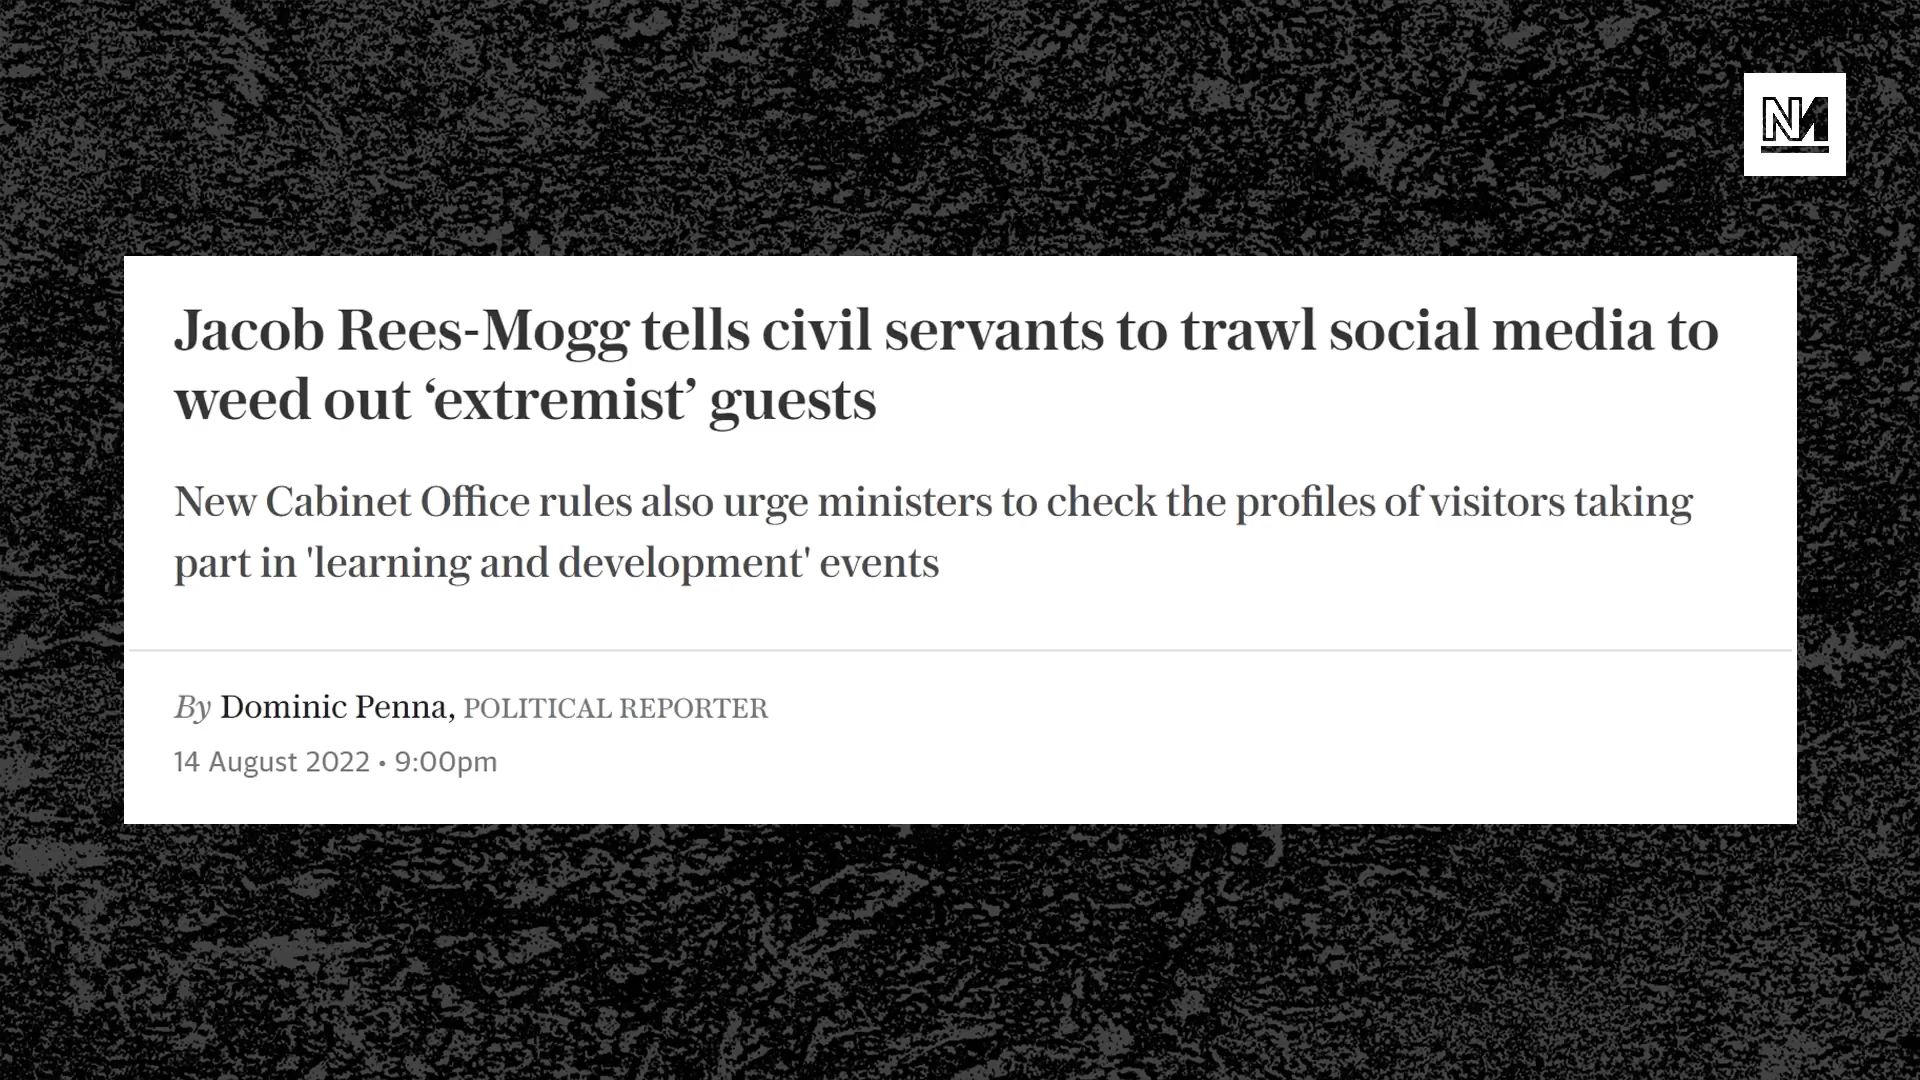 NM
Jacob Rees-Mogg tells civil servants to trawl social media to
weed out ‘extremist’ guests
New Cabinet Office rules also urge ministers to check the profiles of visitors taking
part in 'learning and development' events
By Dominic Penna, POLITICAL REPORTER
14 August 2022 • 9:00pm